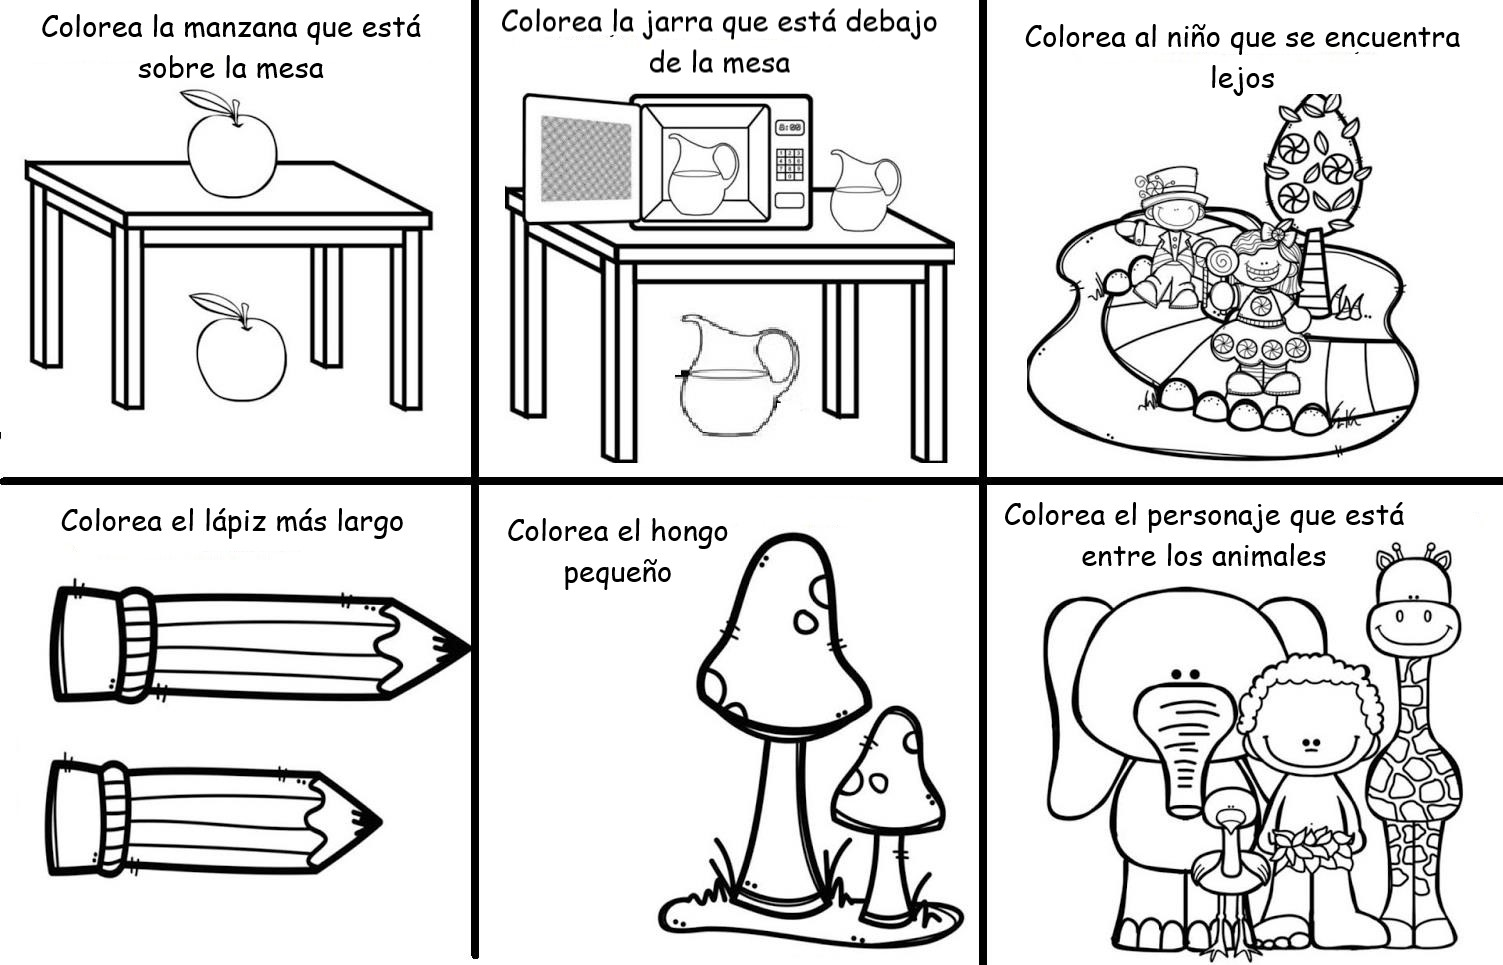 Colorea la manzana que está
sobre la mesa
Colorea la jarra que está debajo
de la mesa
Colorea al niño que se encuentra
lejos
Colorea el lápiz más largo
Colorea el hongo
pequeño
Colorea el personaje que está
entre los animales